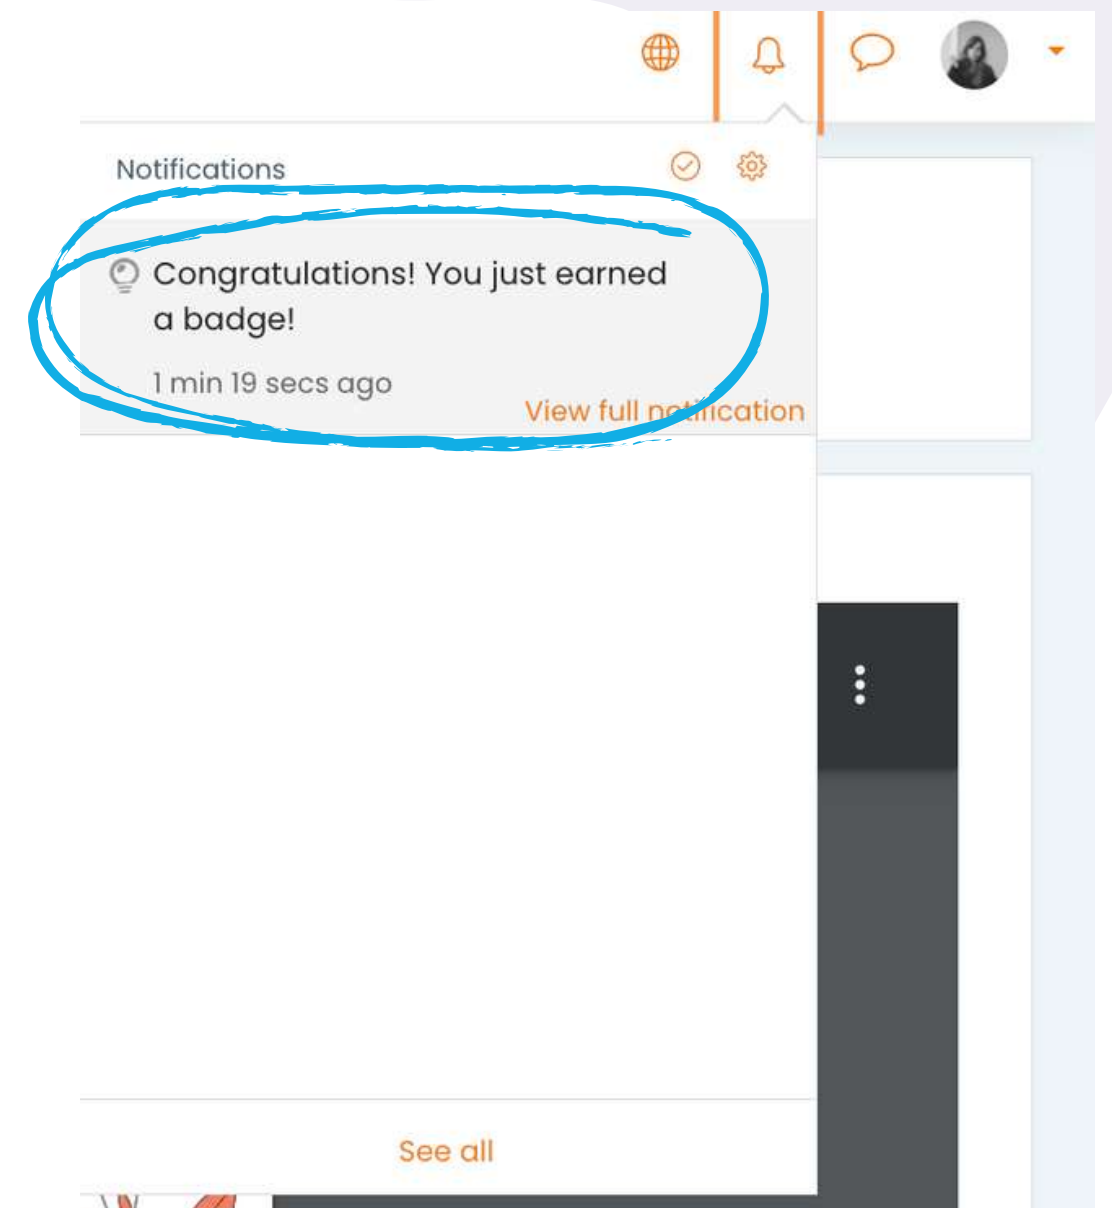 Notifications
Congratulations! You just earned
a badge!
1 min 19 secs ago
View full notification
See all